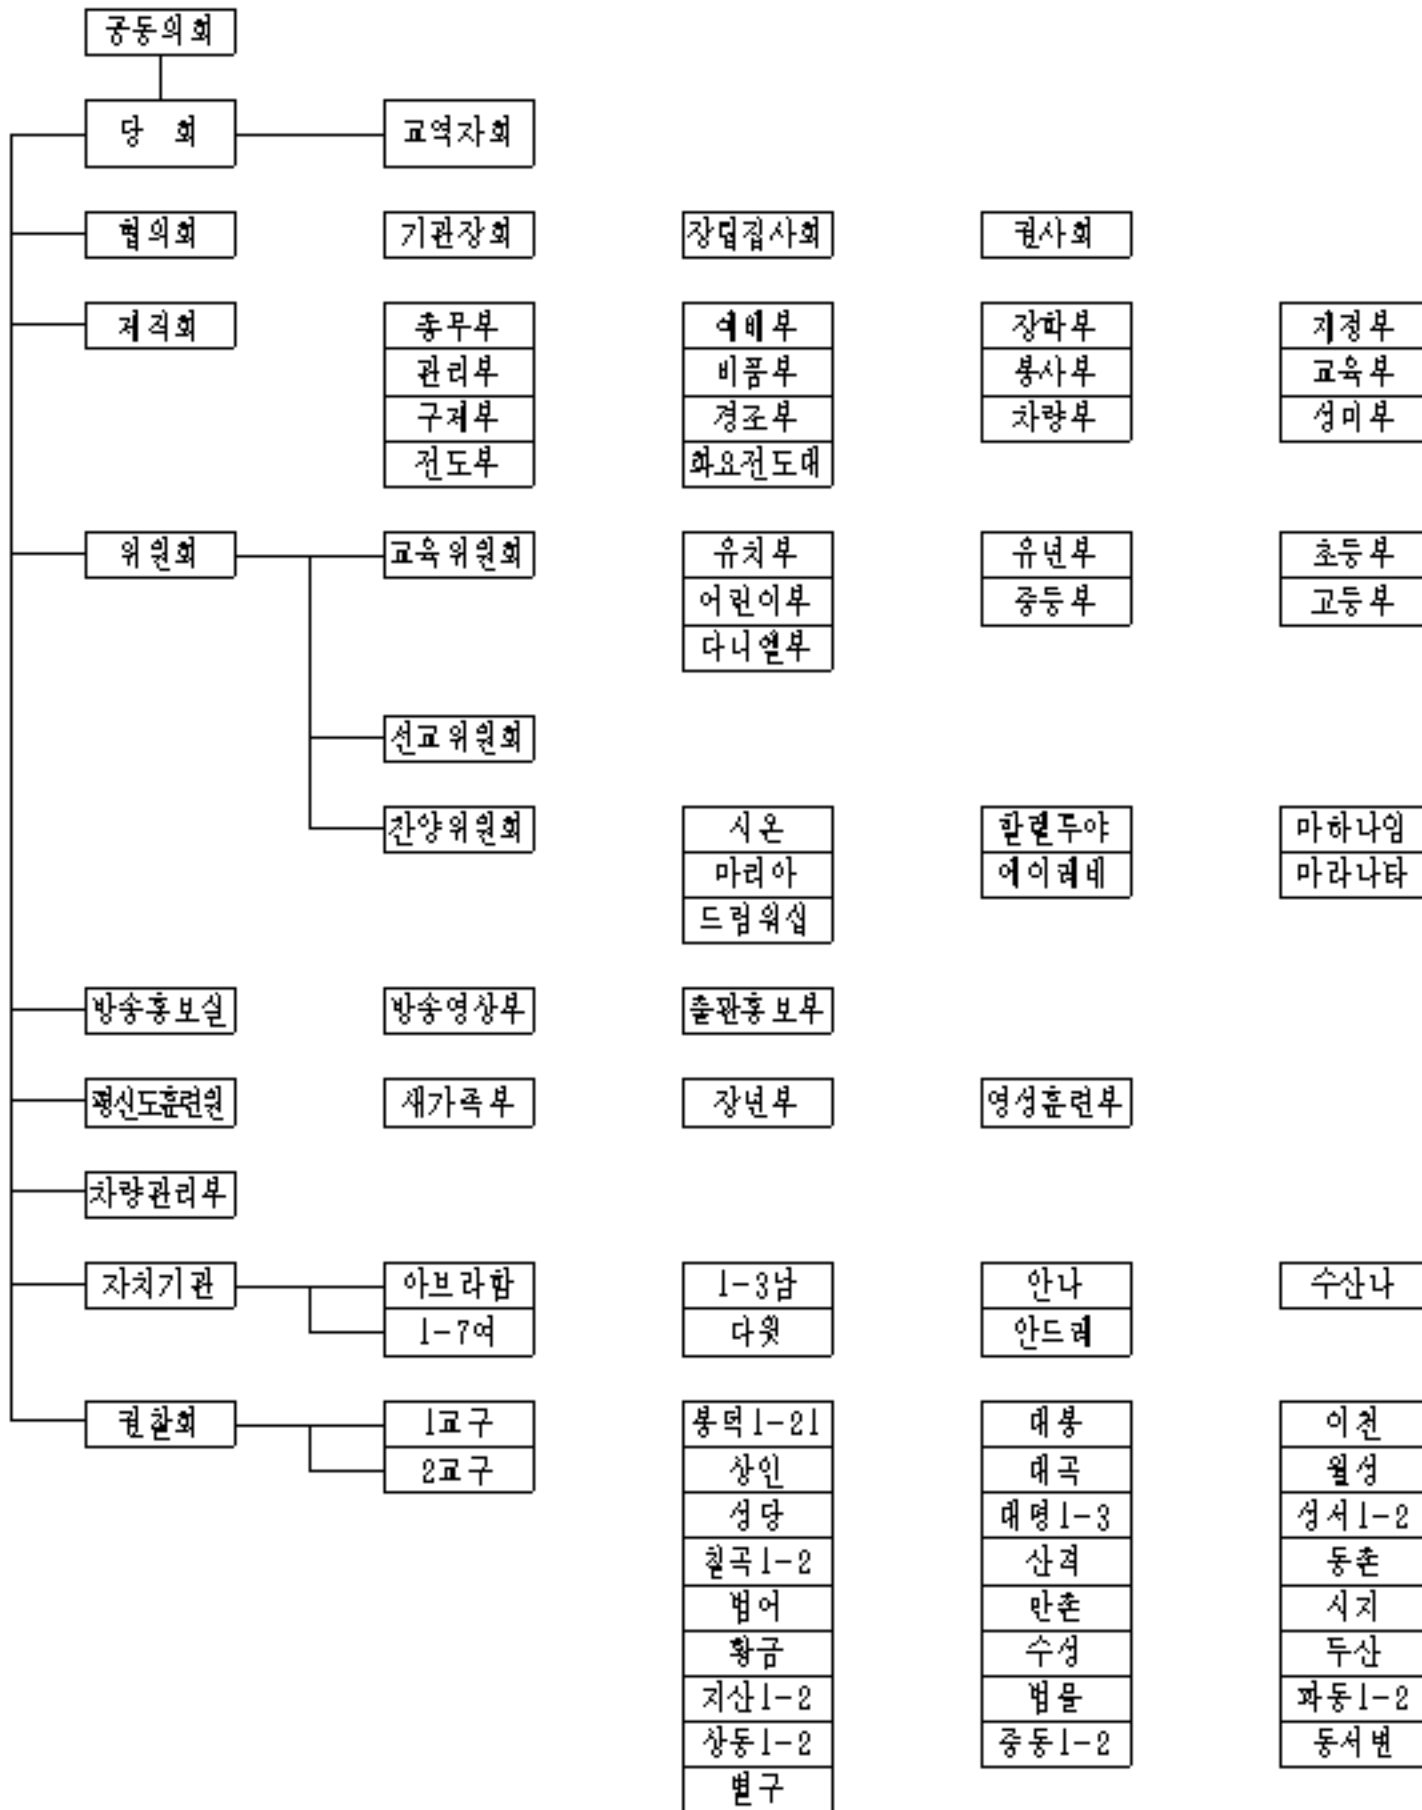 공동의회
당 회 교역자회
협의회 기관장회 장립집사회 권사회
제직회 총무부 예배부 장학부 재정부
관리부 비품부 봉사부 교육부
구제부 경조부 차량부 성미부
전도부 화요전도대
위원회 교육위원회 유치부 유년부 초등부
어린이부 중등부 고등부
다니엘부
선교위원회
찬양위원회 시온 할렐루야 마하나임
마리아 에이레네 마라나타
드림워십
방송홍보실 방송영상부 출판홍보부
평신도훈련원 새가족부 장년부 영성훈련부
차량관리부
자치기관 아브라함 1-3남 안나 수산나
1-7여 다윗 안드레
권찰회 1교구 봉덕1-21 대봉 이천
2교구 상인 대곡 월성
성당 대명1-3 성서1-2
칠곡1-2 산격 동촌
범어 만촌 시지
황금 수성 두산
지산1-2 범물 파동1-2
상동1-2 중동1-2 동서변
별구